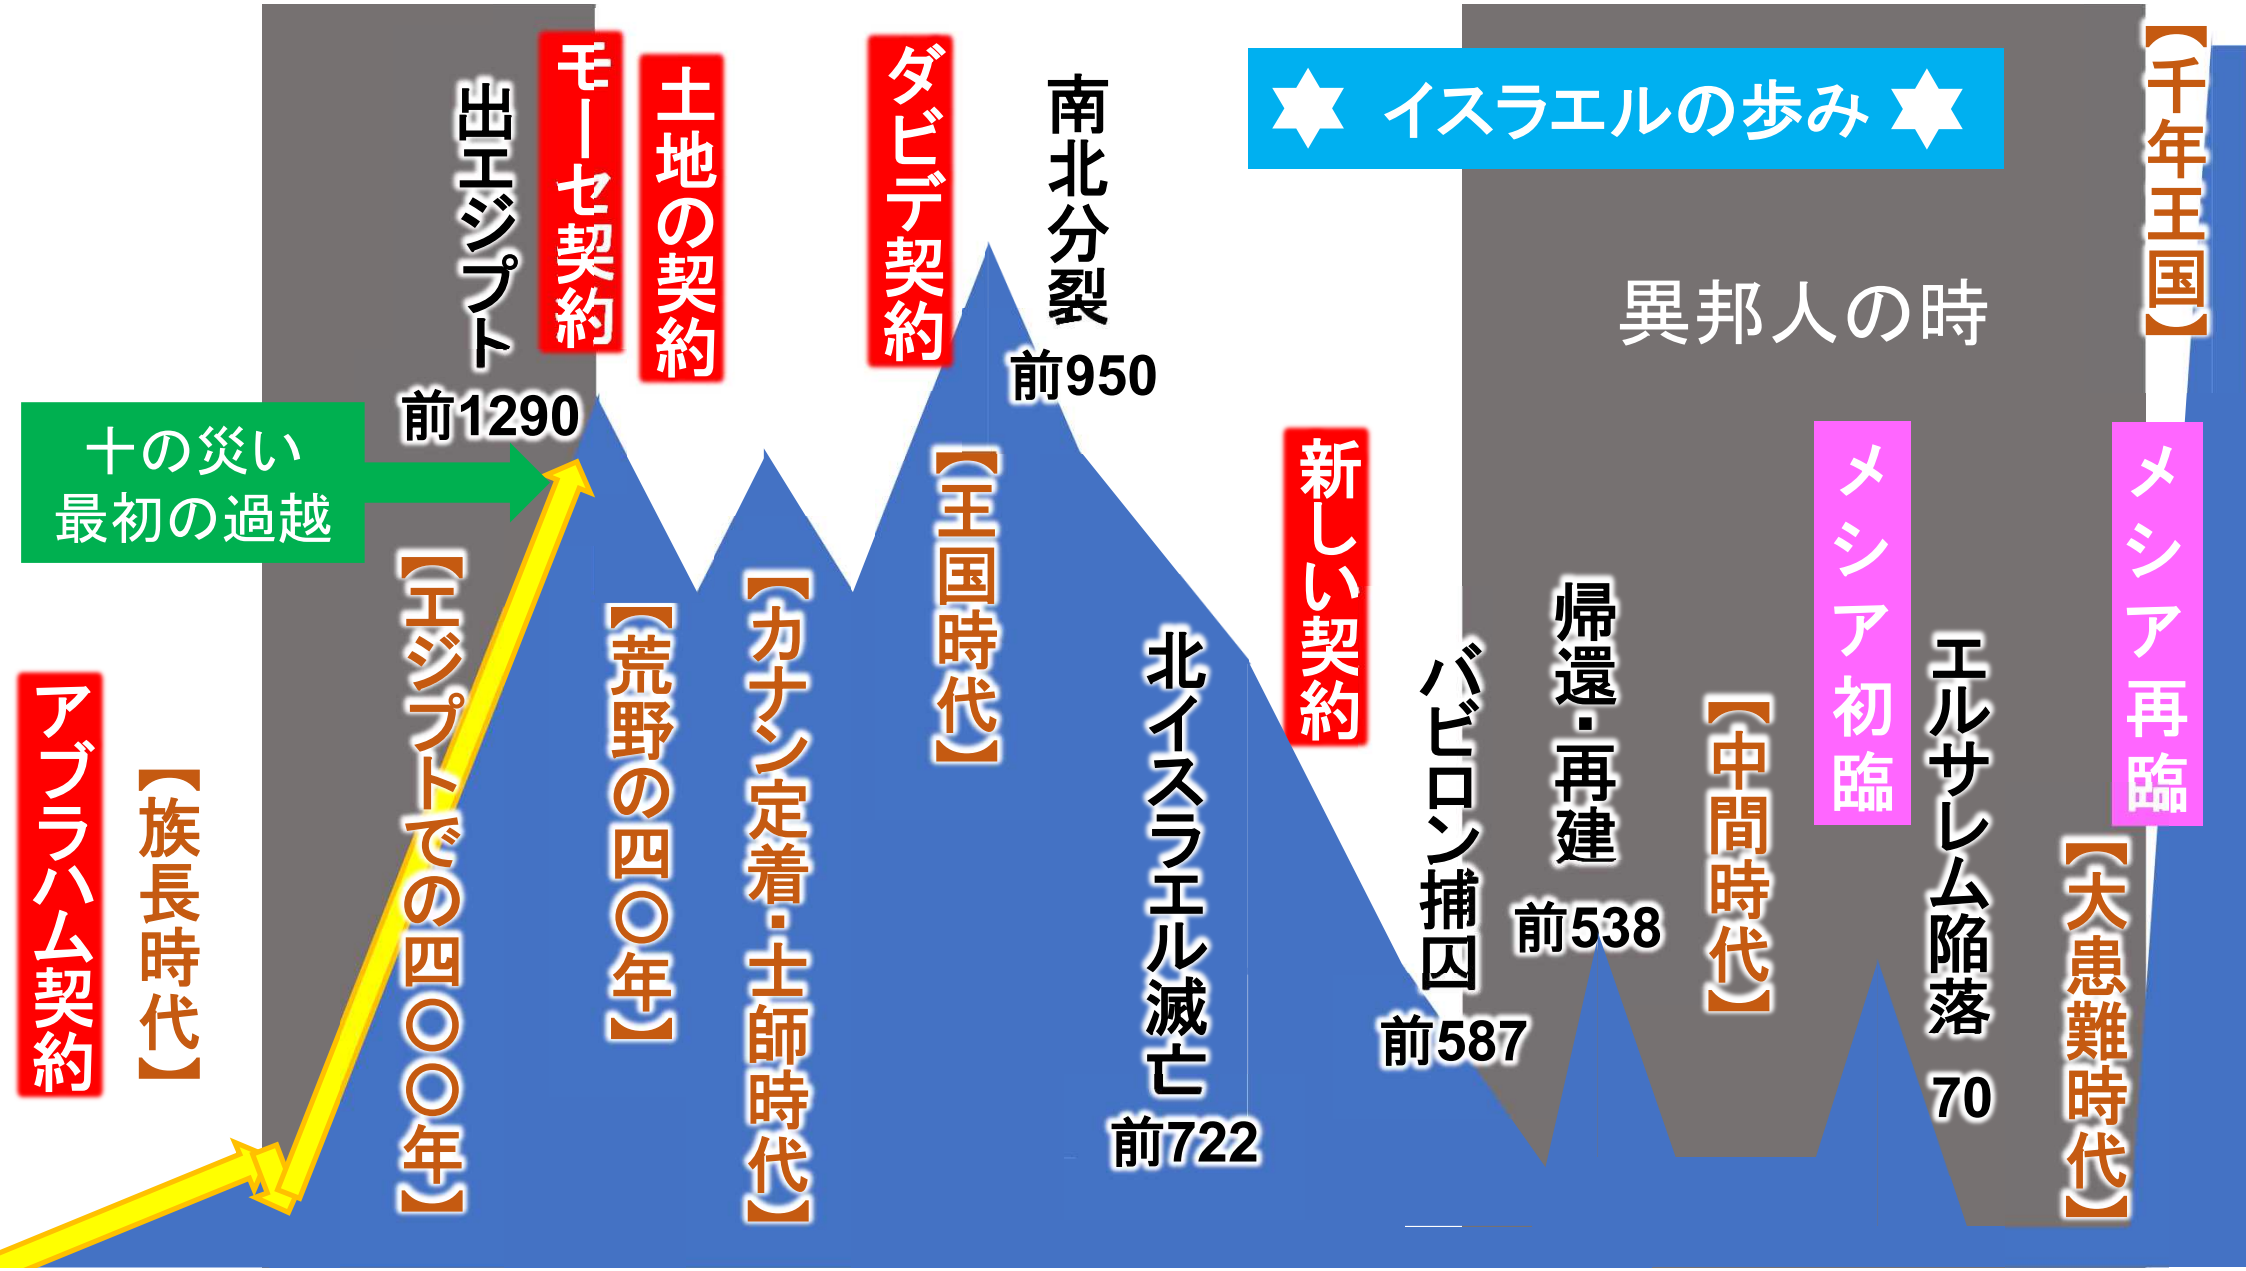 イスラエルの歩み
アブラハム契約
【族長時代】
十の災い
最初の過越
【エジプトでの四〇〇年】
出エジプト
前1290
モーセ契約
【荒野の四〇年】
土地の契約
【カナン定着・士師時代】
ダビデ契約
【王国時代】
南北分裂
前950
北イスラエル滅亡
前722
新しい契約
バビロン捕囚
前587
帰還・再建
前538
異邦人の時
【中間時代】
メシア初臨
エルサレム陥落
70
【大患難時代】
メシア再臨
【千年王国】